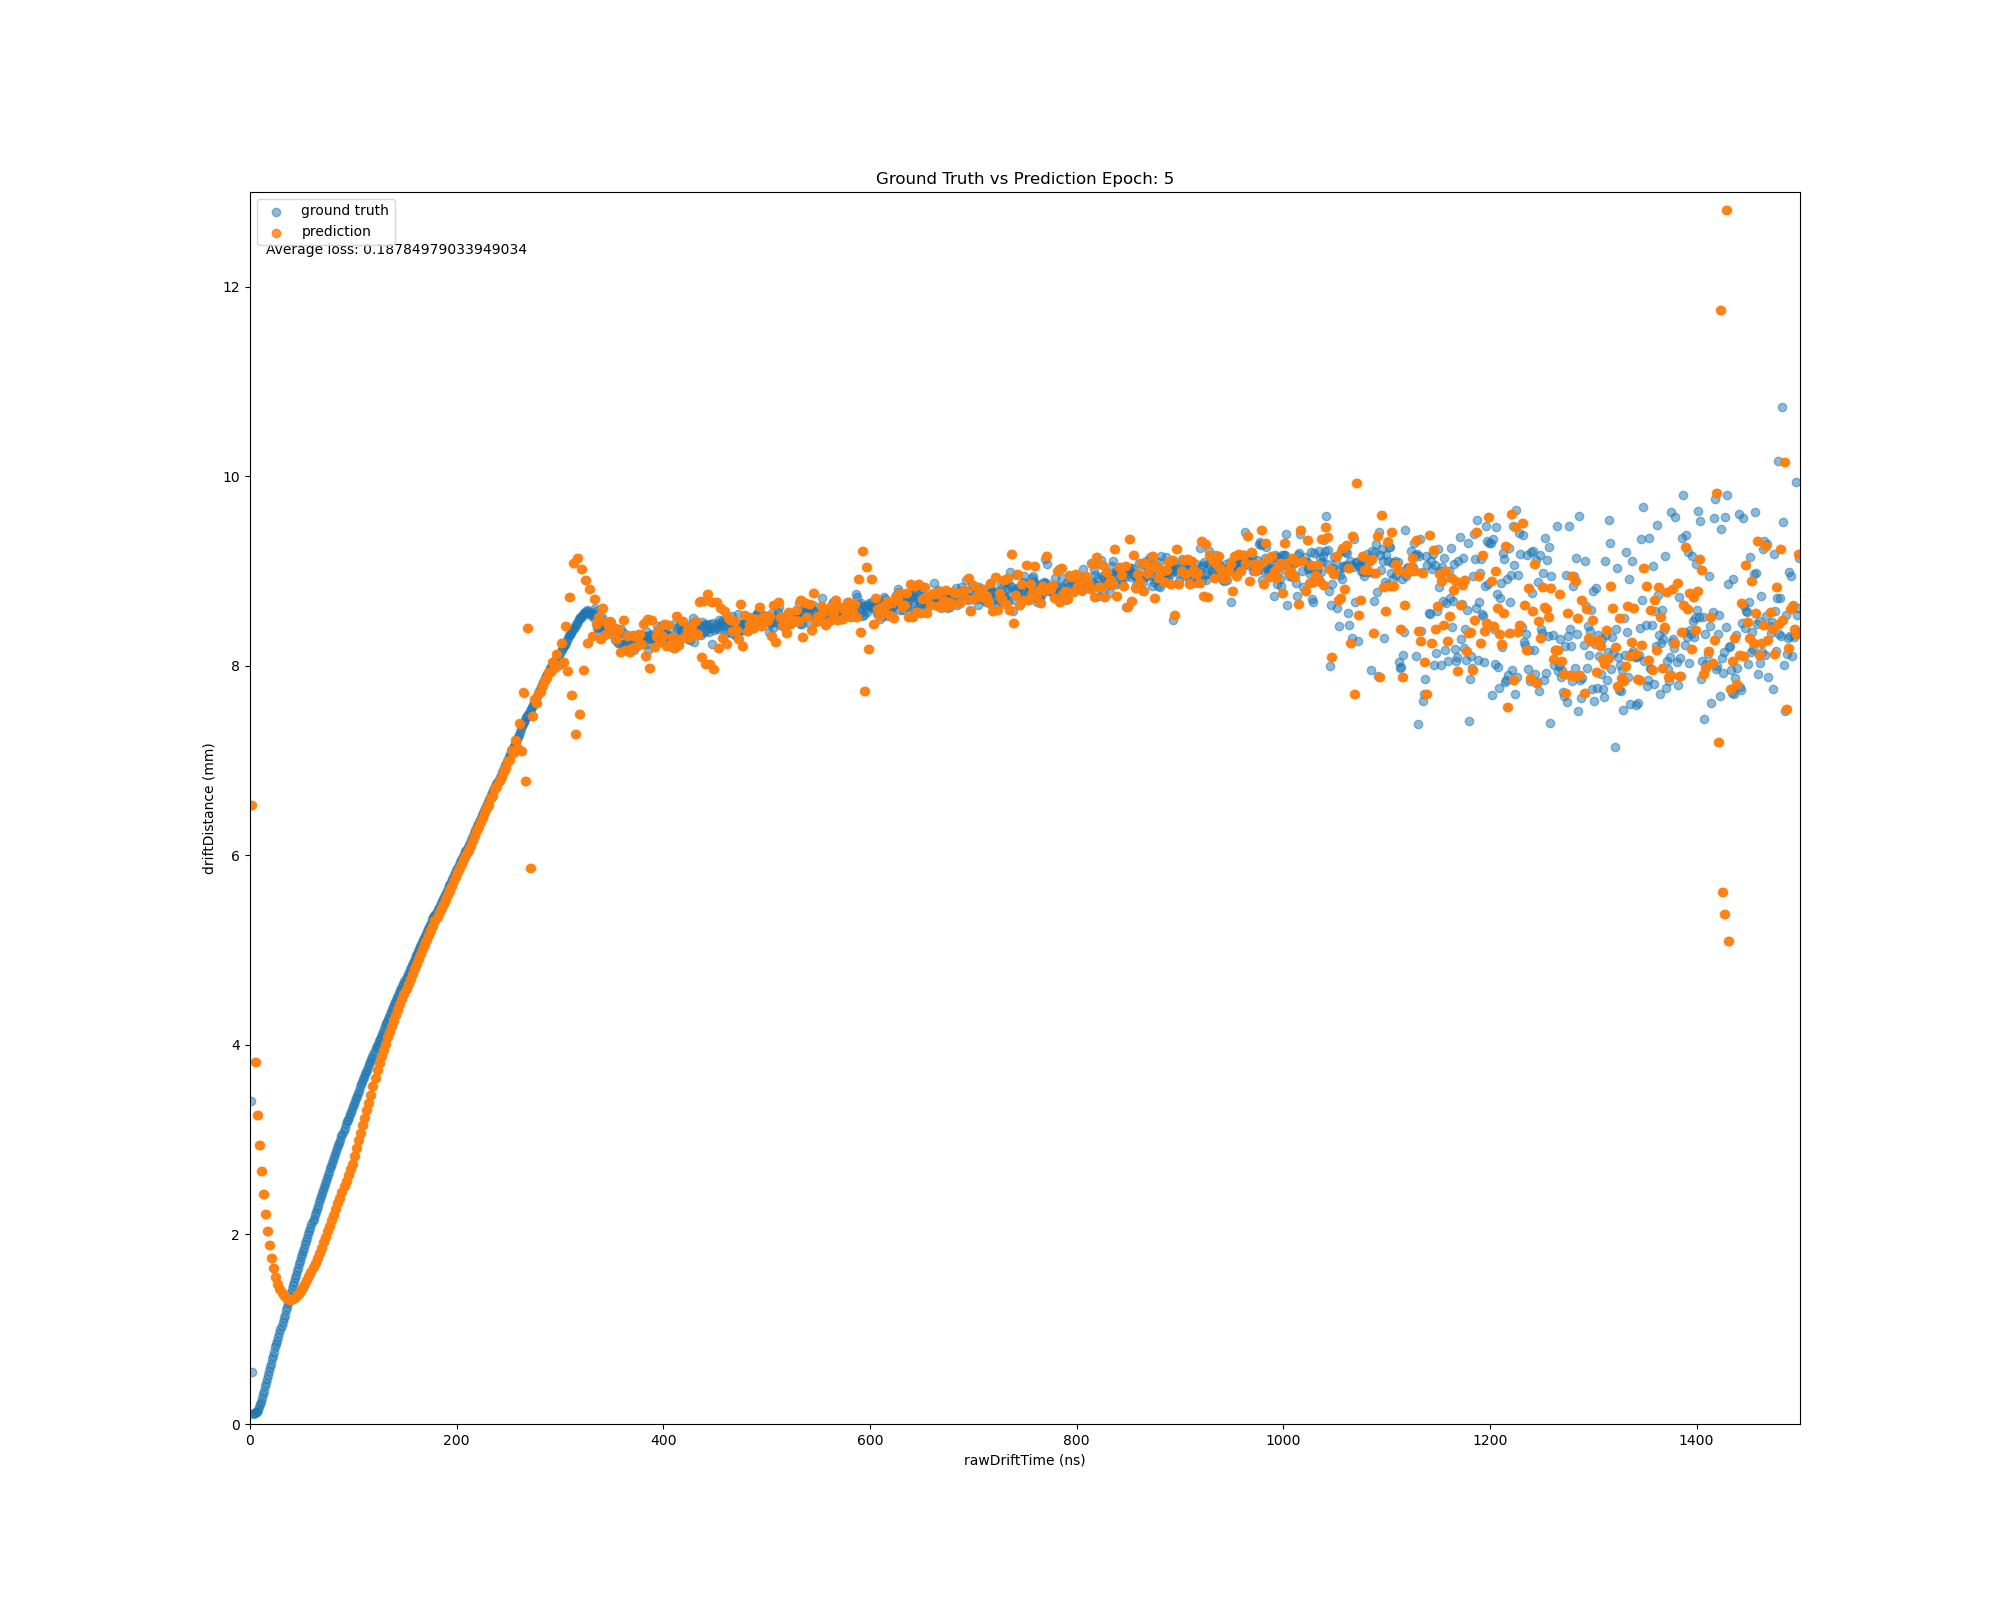 Ground Truth vs Prediction Epoch: 5
ground truth
prediction
Average loss: 0.18784979033949034
12
10
8
6
4
2
0
driftDistance (mm)
0 200 400 600 800 1000 1200 1400
rawDriftTime (ns)